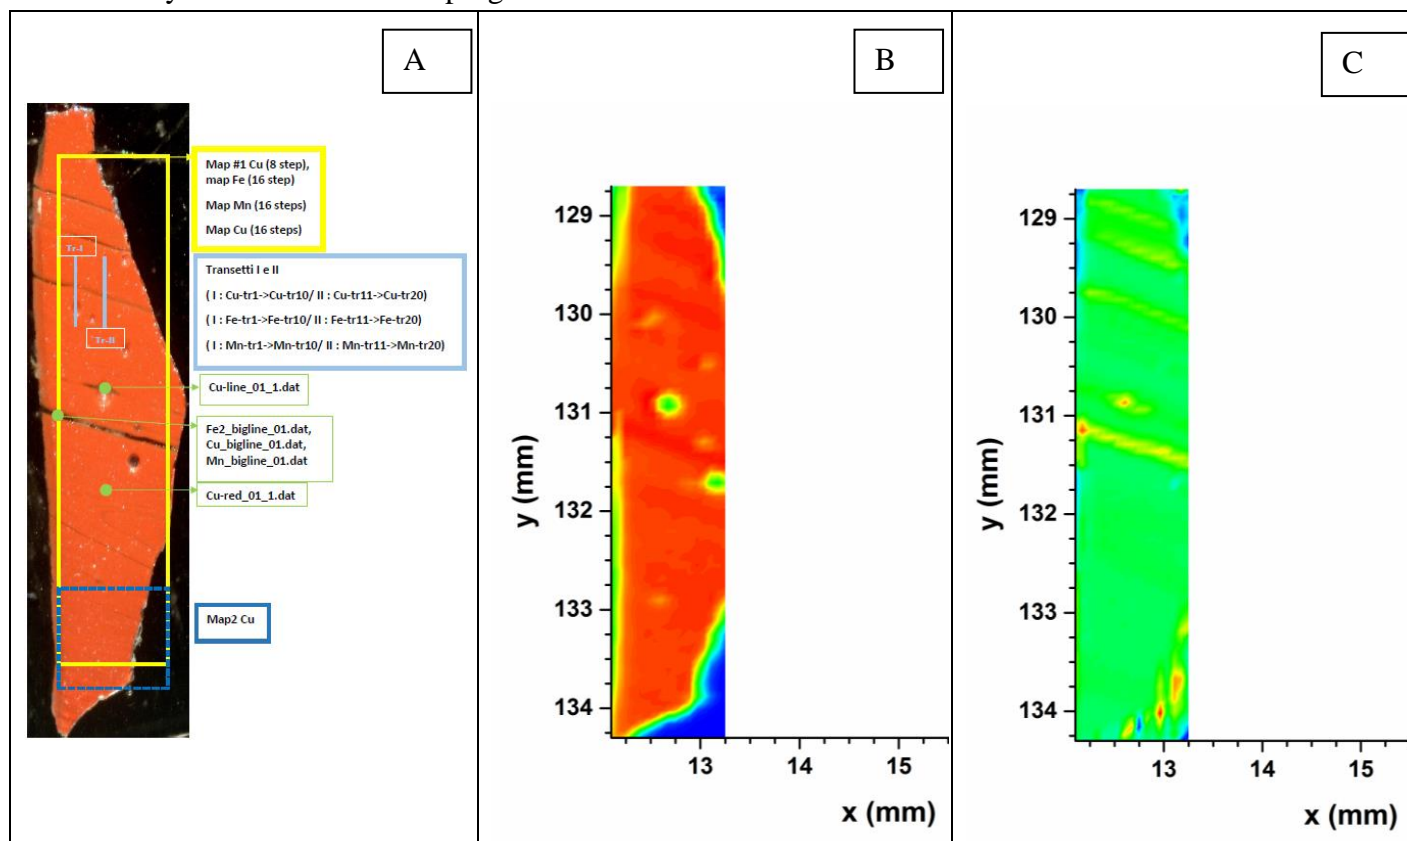 A
Map #1 Cu (8 step),
map Fe (16 step)
Map Mn (16 steps)
Map Cu (16 steps)
Tr-I
Transetti I e II
( I : Cu-tr1->Cu-tr10/ II : Cu-tr11->Cu-tr20)
( I : Fe-tr1->Fe-tr10/ II : Fe-tr11->Fe-tr20)
( I : Mn-tr1->Mn-tr10/ II : Mn-tr11->Mn-tr20)
Tr-II
Cu-line_01_1.dat
Fe2_bigline_01.dat,
Cu_bigline_01.dat,
Mn_bigline_01.dat
Cu-red_01_1.dat
Map2 Cu
B
129
130
131
132
133
134
y (mm)
13 14 15
x (mm)
C
129
130
131
132
133
134
y (mm)
13 14 15
x (mm)